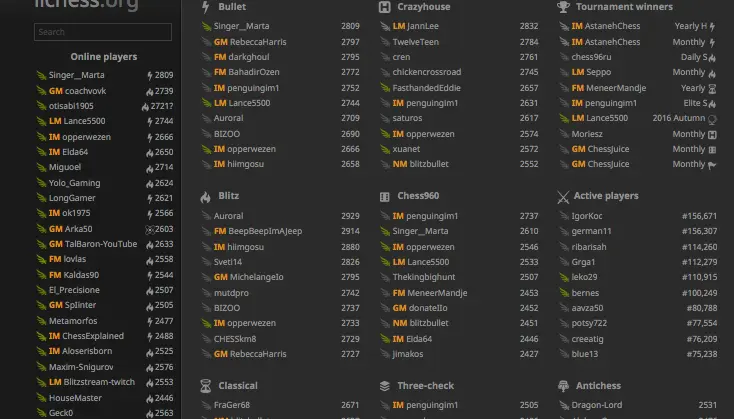 lichess.org
Search
Online players
Singer__Marta 2809
GM coachvovk 2739
otisabi1905 2721?
LM Lance5500 2744
IM opperwezen 2666
IM Elda64 2650
Miguoel 2714
Yolo_Gaming 2624
LongGamer 2621
IM ok1975 2566
GM Arka50 2603
GM TalBaron-YouTube 2633
FM lovlas 2558
FM Kaldas90 2544
El_Precisione 2507
GM Sp1inter 2505
Metamorfos 2477
IM ChessExplained 2488
IM Aloserisborn 2525
Maxim-Snigurov 2576
LM Blitzstream-twitch 2553
HouseMaster 2446
Geck0 2563
Bullet
Singer__Marta 2809
GM RebeccaHarris 2797
FM darkghoul 2795
FM BahadirOzen 2772
IM penguingim1 2752
LM Lance5500 2744
Auroral 2709
BIZOO 2690
IM opperwezen 2666
IM hiimgosu 2658
Crazyhouse
LM JannLee 2832
TwelveTeen 2784
cren 2761
chickencrossroad 2745
FasthandedEddie 2657
IM penguingim1 2631
saturos 2617
IM opperwezen 2574
xuanet 2572
NM blitzbullet 2552
Tournament winners
IM AstanehChess Yearly H
IM AstanehChess Monthly
chess96ru Daily S
LM Seppo Monthly
FM MeneerMandje Yearly
IM penguingim1 Elite S
LM Lance5500 2016 Autumn
Moriesz Monthly
GM ChessJuice Monthly
GM ChessJuice Monthly
Blitz
Auroral 2929
FM BeepBeepImAJeep 2914
IM hiimgosu 2880
Sveti14 2826
GM Michelangelo 2795
mutdpro 2742
BIZOO 2737
IM opperwezen 2733
CHESSkm8 2729
GM RebeccaHarris 2727
Chess960
IM penguingim1 2737
Singer__Marta 2610
IM opperwezen 2546
LM Lance5500 2533
Thekingbighunt 2507
FM MeneerMandje 2453
GM donateIIo 2452
NM blitzbullet 2451
IM Elda64 2446
jimakos 2427
Active players
IgorKoc #156,671
german11 #156,307
ribarisah #114,260
Grga1 #112,279
leko29 #110,915
bernes #100,249
aavza50 #80,788
potsy722 #77,554
creeatig #76,209
blue13 #75,238
Classical
FraGer68 2671
Three-check
IM penguingim1 2505
Antichess
Dragon-Lord 2531